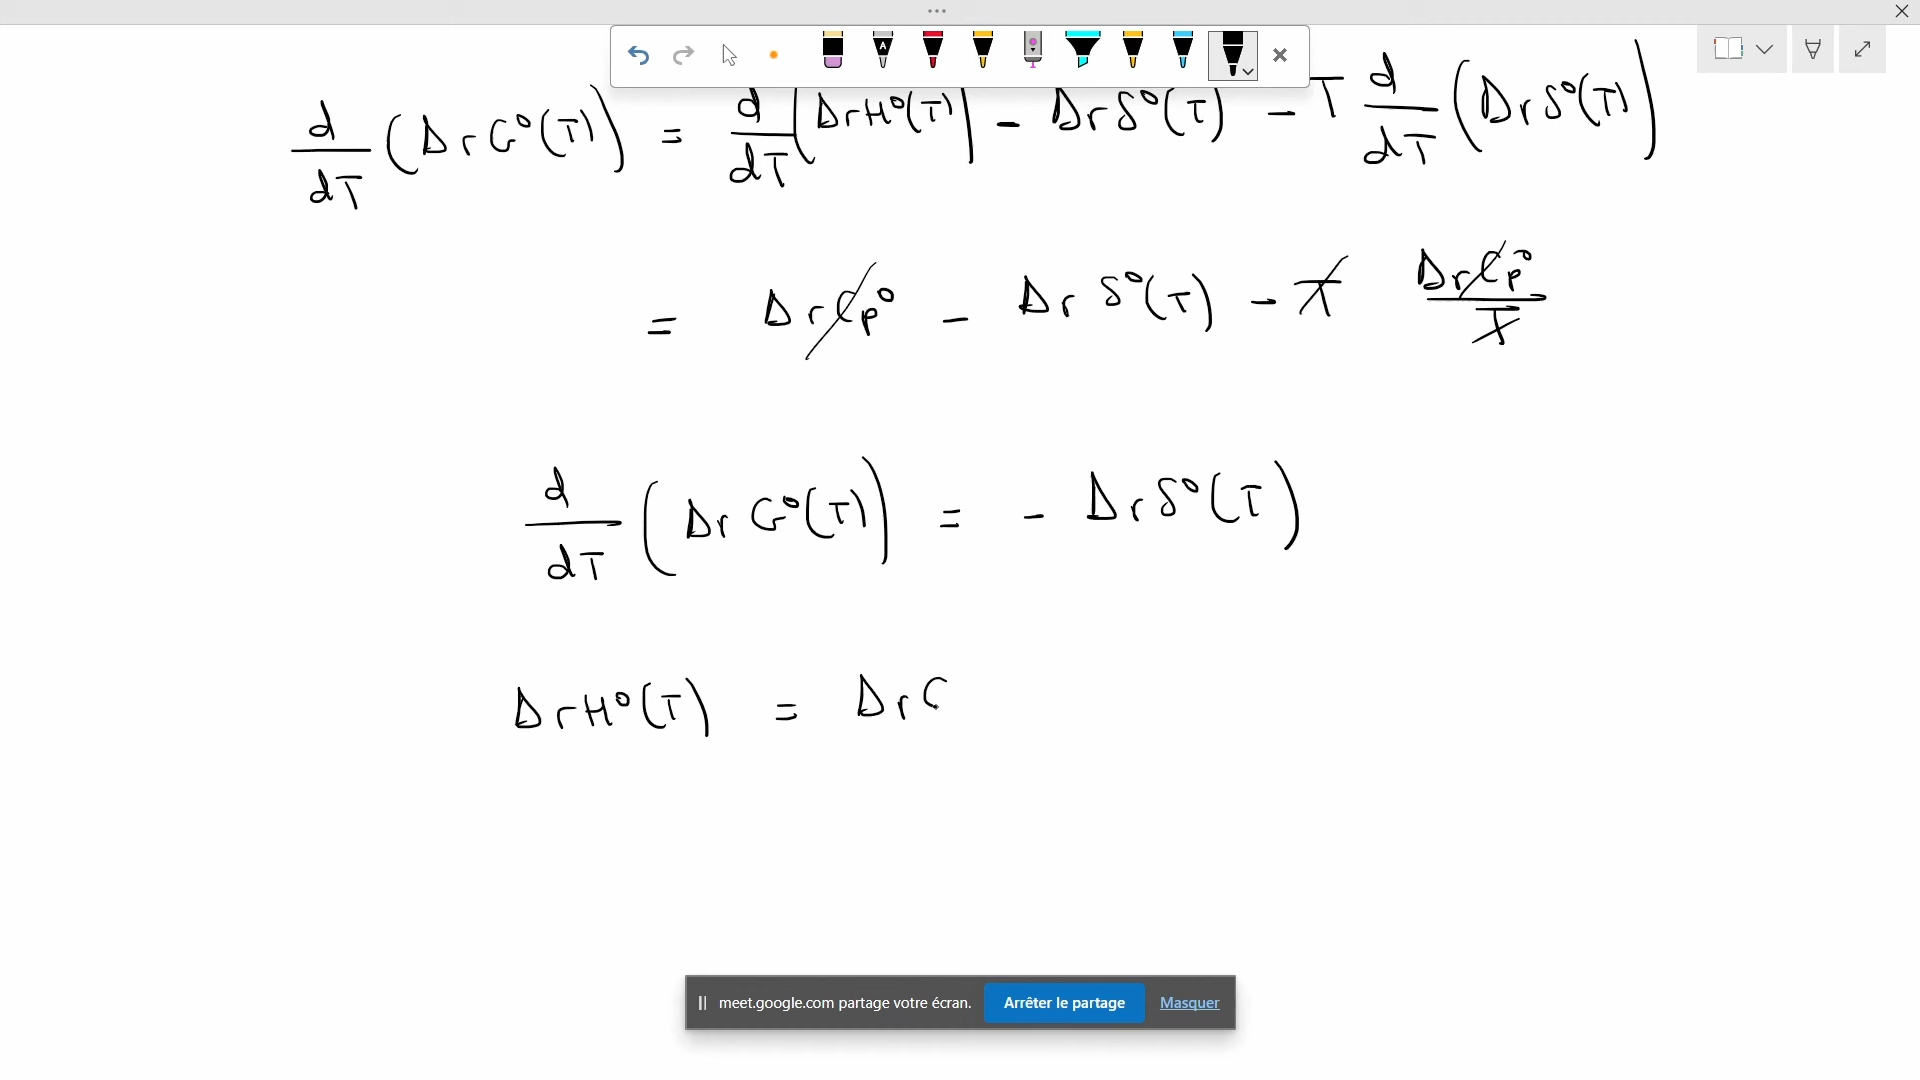 d/dT (ΔrG°(T)) = d/dT (ΔrH°(T)) - ΔrS°(T) - T d/dT (ΔrS°(T))
= ΔrCp° - ΔrS°(T) - T ΔrCp°/T
d/dT (ΔrG°(T)) = - ΔrS°(T)
ΔrH°(T) = ΔrG
meet.google.com partage votre écran. Arrêter le partage Masquer